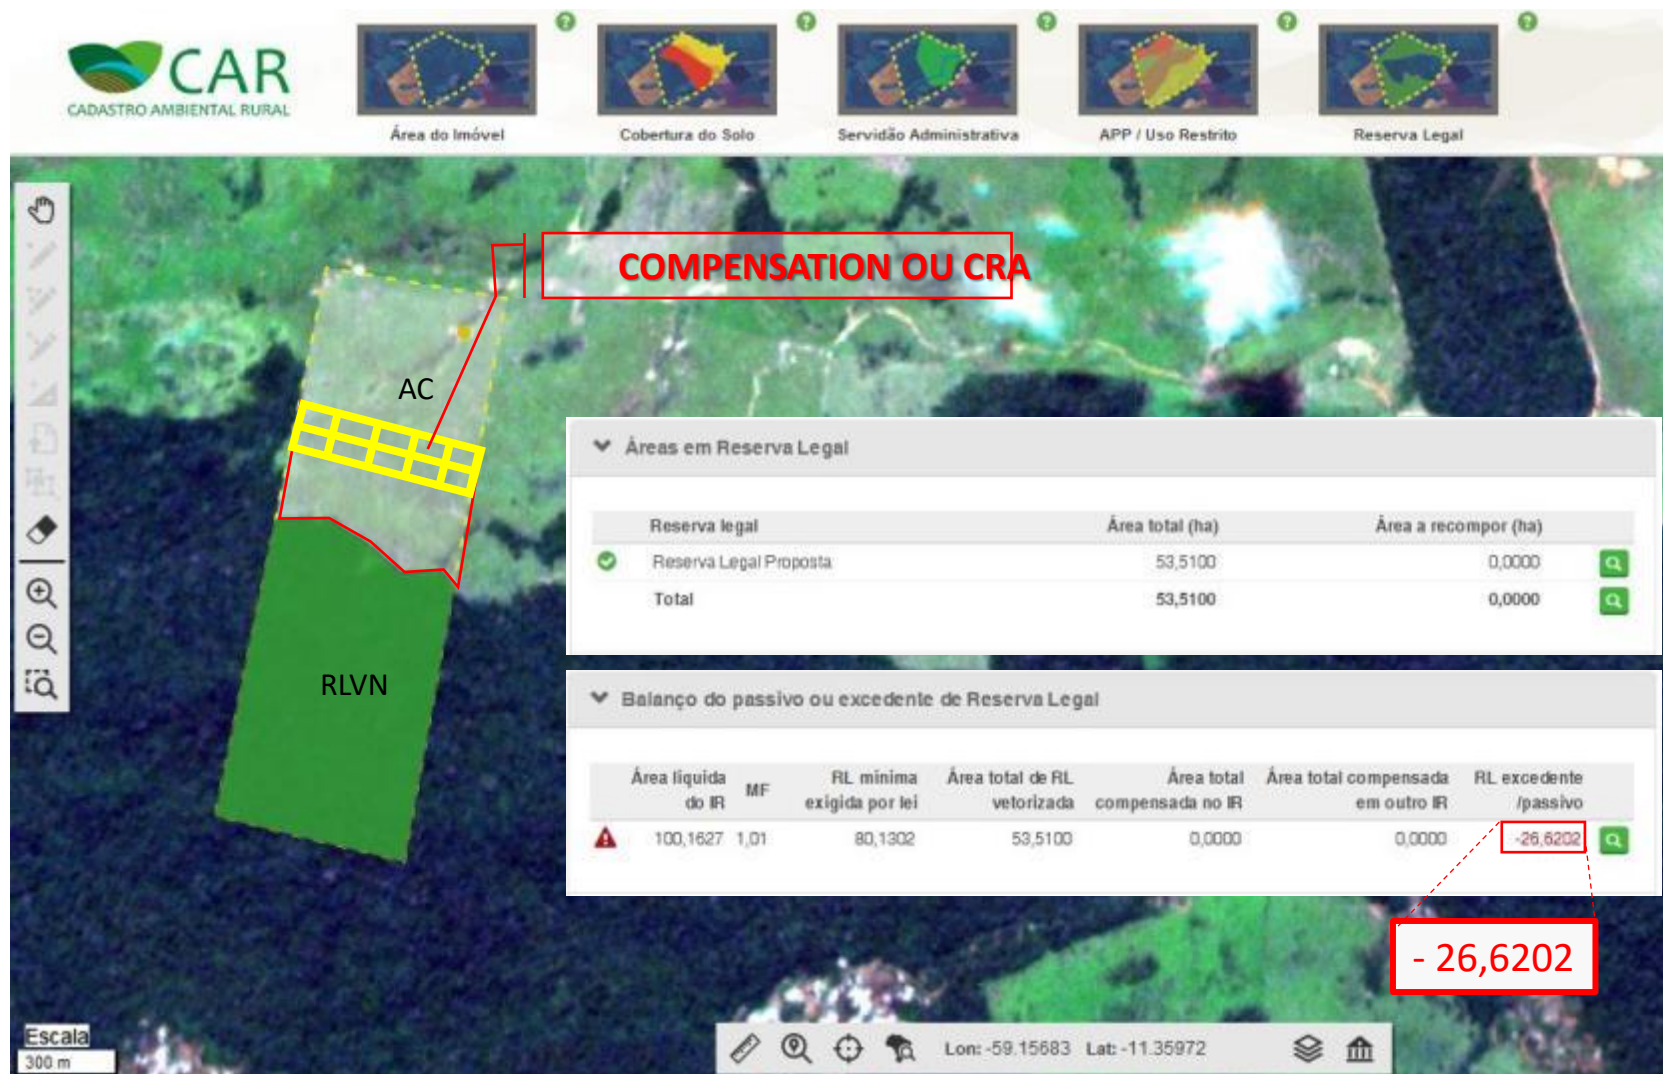 CAR
CADASTRO AMBIENTAL RURAL
Área do Imóvel
Cobertura do Solo
Servidão Administrativa
APP / Uso Restrito
Reserva Legal
? ? ? ? ?
COMPENSATION OU CRA
AC
RLVN
Áreas em Reserva Legal
Reserva legal Área total (ha) Área a recompor (ha)
Reserva Legal Proposta 53,5100 0,0000
Total 53,5100 0,0000
Balanço do passivo ou excedente de Reserva Legal
Área liquida do IR MF RL minima exigida por lei Área total de RL vetorizada Área total compensada no IR Área total compensada em outro IR RL excedente /passivo
100,1627 1,01 80,1302 53,5100 0,0000 0,0000 -26,6202
- 26,6202
Escala
300 m
Lon: -59.15683 Lat: -11.35972